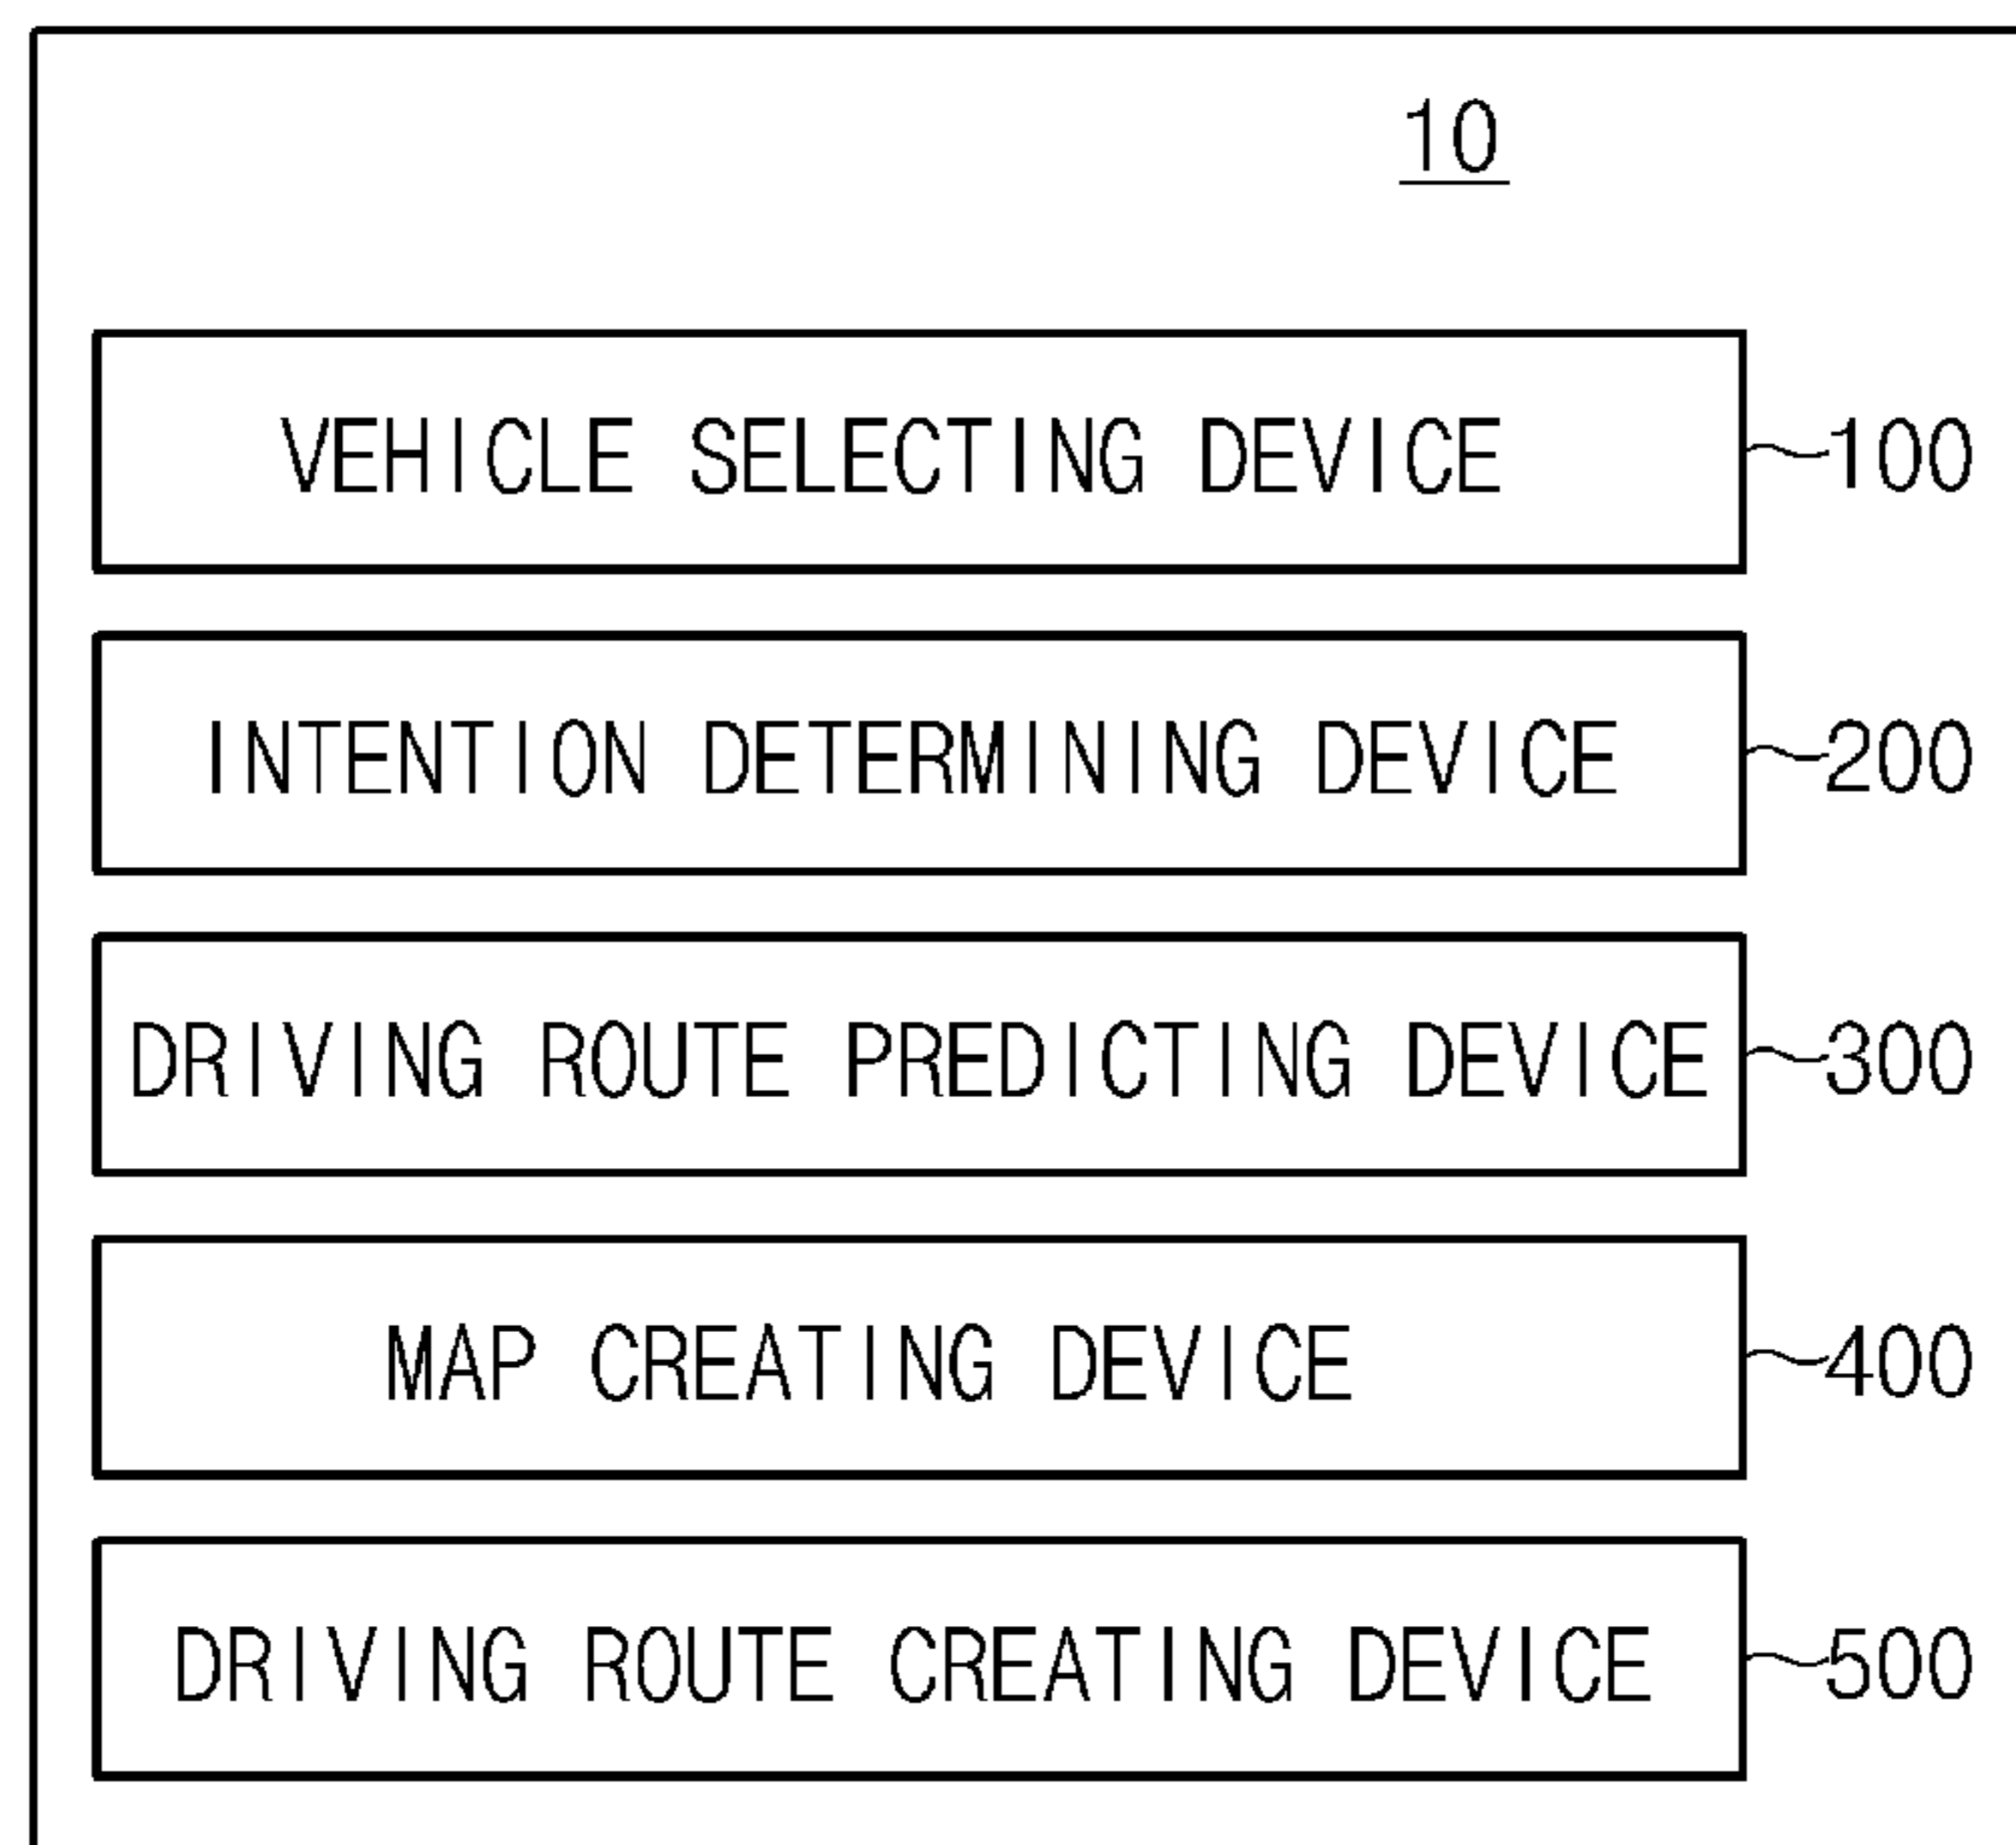 10
VEHICLE SELECTING DEVICE 100
INTENTION DETERMINING DEVICE 200
DRIVING ROUTE PREDICTING DEVICE 300
MAP CREATING DEVICE 400
DRIVING ROUTE CREATING DEVICE 500